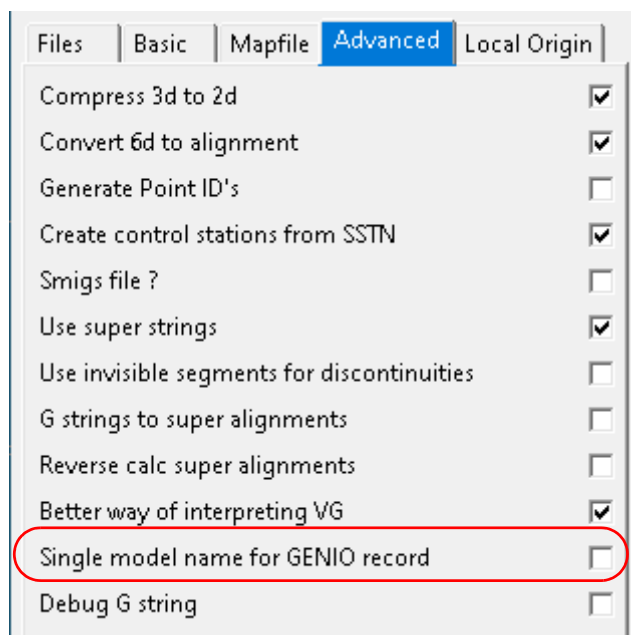 Files Basic Mapfile Advanced Local Origin
Compress 3d to 2d
Convert 6d to alignment
Generate Point ID's
Create control stations from SSTN
Smigs file ?
Use super strings
Use invisible segments for discontinuities
G strings to super alignments
Reverse calc super alignments
Better way of interpreting VG
Single model name for GENIO record
Debug G string